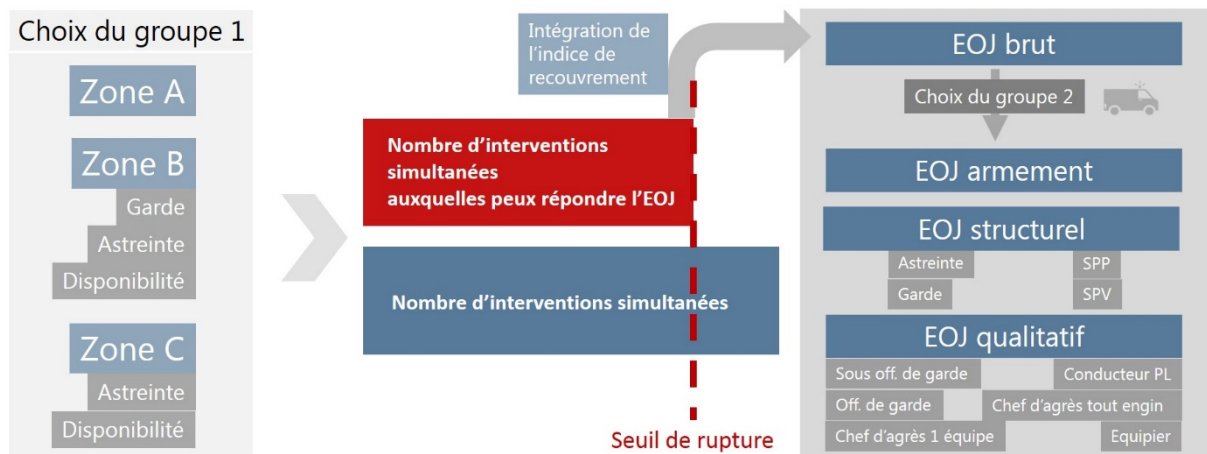 Choix du groupe 1
Zone A
Zone B
Garde
Astreinte
Disponibilité
Zone C
Astreinte
Disponibilité
Intégration de
l'indice de
recouvrement
Nombre d'interventions
simultanées
auxquelles peux répondre l'EOJ
Nombre d'interventions simultanées
Seuil de rupture
EOJ brut
Choix du groupe 2
EOJ armement
EOJ structurel
Astreinte SPP
Garde SPV
EOJ qualitatif
Sous off. de garde Conducteur PL
Off. de garde Chef d'agrès tout engin
Chef d'agrès 1 équipe Equipier